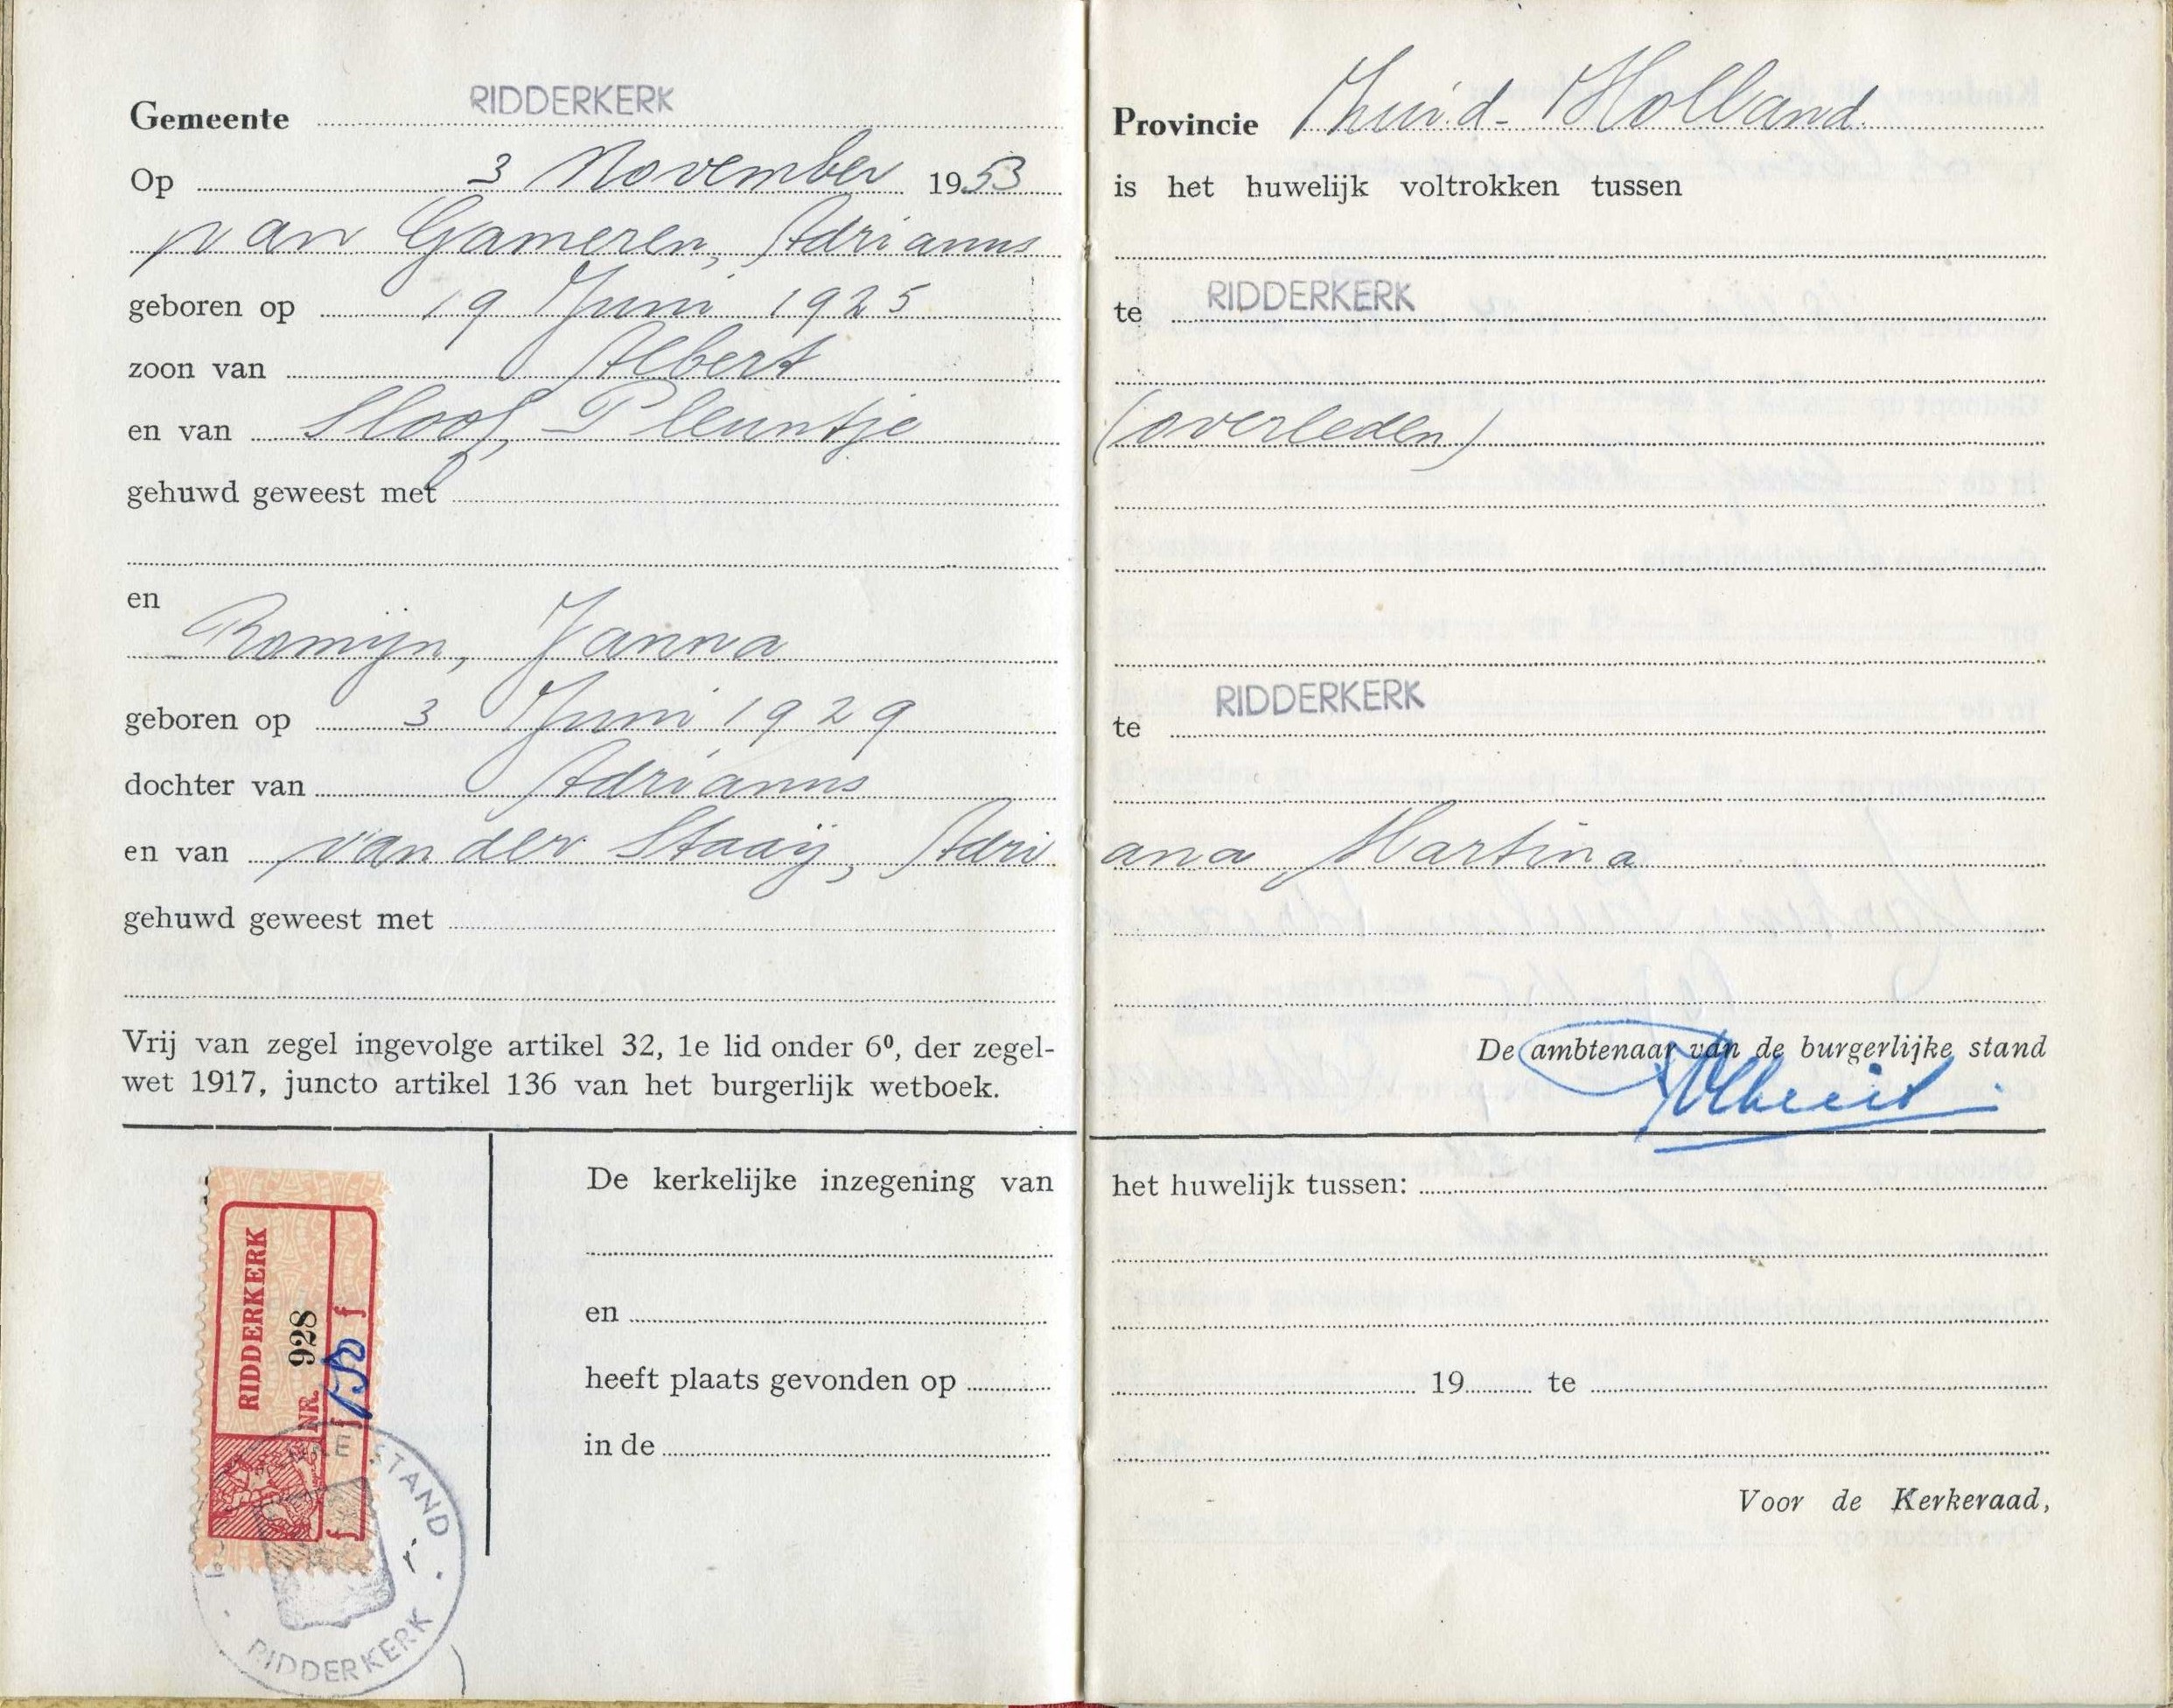 Gemeente RIDDERKERK
Op 3 November 1953
van Gameren, Adrianus
geboren op 19 Juni 1925
zoon van Albert
en van Sloof, Pleuntje
gehuwd geweest met
en
Romijn, Janna
geboren op 3 Juni 1929
dochter van Adrianus
en van van der Staaij, Adri
gehuwd geweest met
Vrij van zegel ingevolge artikel 32, 1e lid onder 6º, der zegel-
wet 1917, juncto artikel 136 van het burgerlijk wetboek.
RIDDERKERK
NR. 928
f 1,50 f
STAND
RIDDERKERK
De kerkelijke inzegening van
en
heeft plaats gevonden op
in de
Provincie Zuid-Holland
is het huwelijk voltrokken tussen
te RIDDERKERK
(overleden)
te RIDDERKERK
ana Martina
De ambtenaar van de burgerlijke stand
het huwelijk tussen:
19 te
Voor de Kerkeraad,